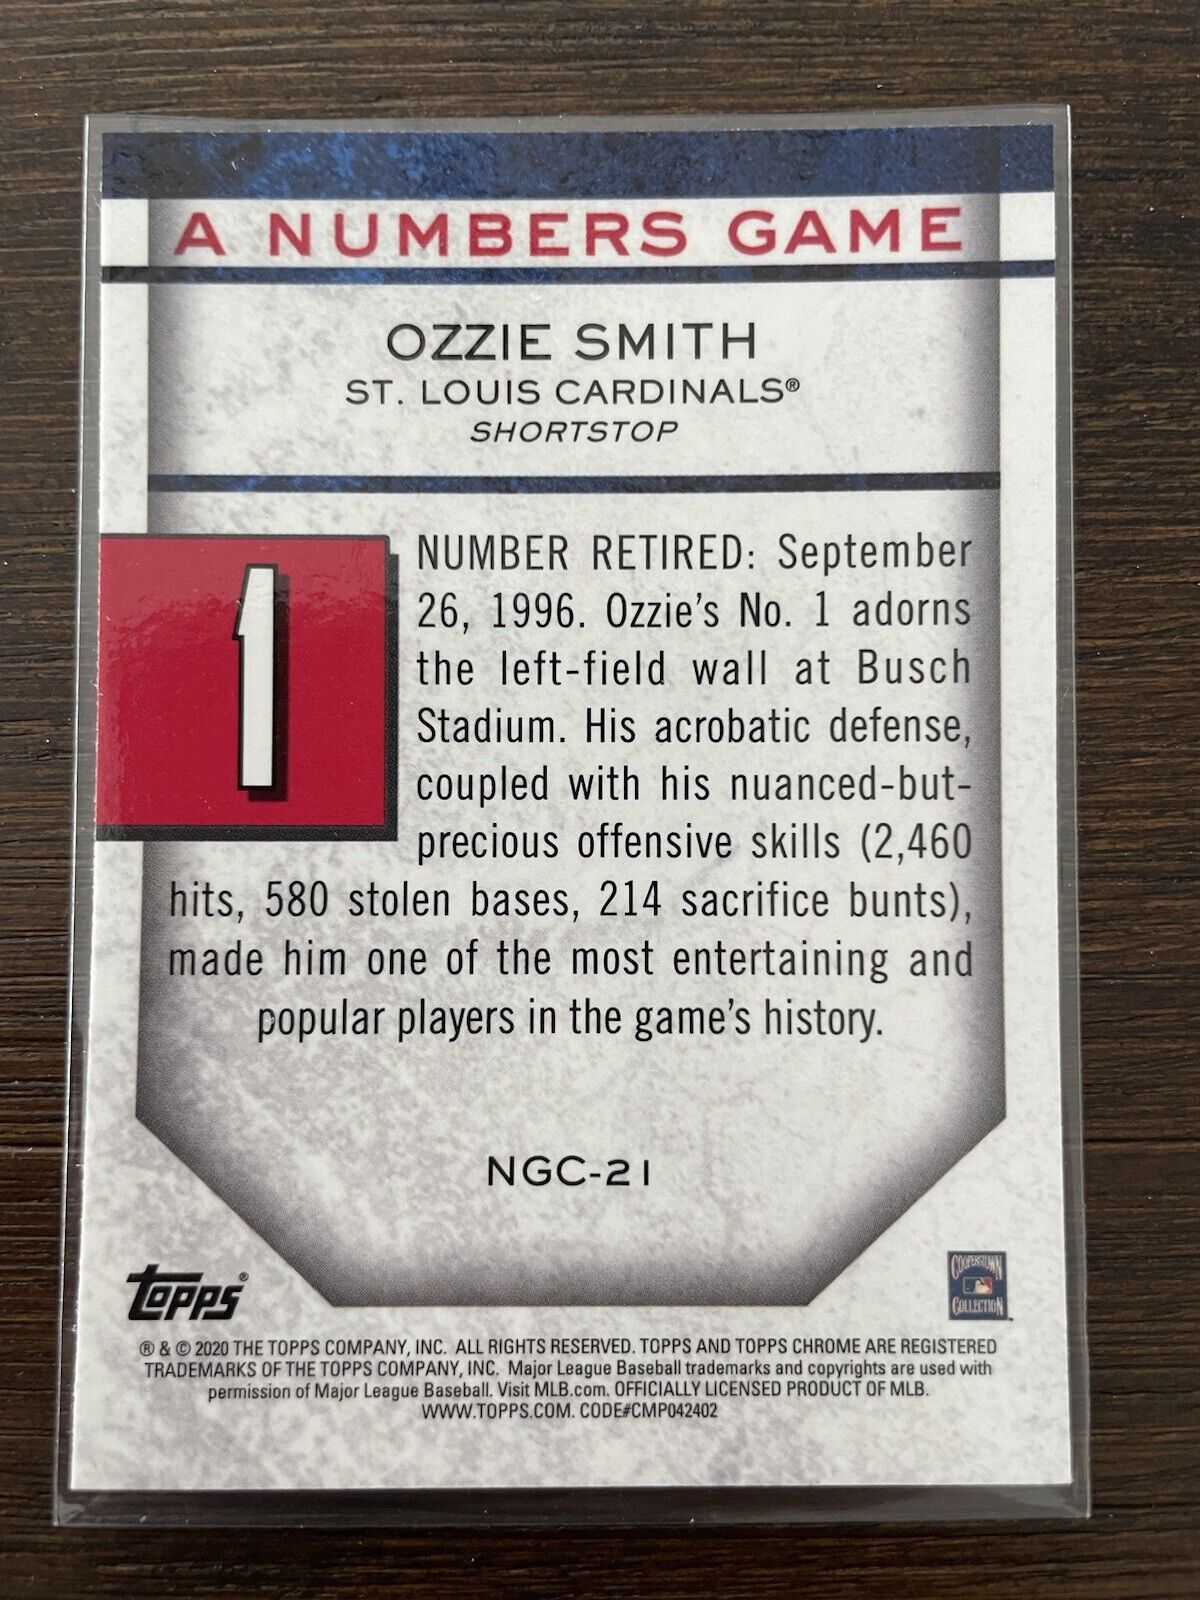 A NUMBERS GAME
OZZIE SMITH
ST. LOUIS CARDINALS®
SHORTSTOP
1
NUMBER RETIRED: September
26, 1996. Ozzie's No. 1 adorns
the left-field wall at Busch
Stadium. His acrobatic defense,
coupled with his nuanced-but-
precious offensive skills (2,460
hits, 580 stolen bases, 214 sacrifice bunts),
made him one of the most entertaining and
popular players in the game's history.
NGC-21
topps®
COOPERSTOWN
COLLECTION™
® & © 2020 THE TOPPS COMPANY, INC. ALL RIGHTS RESERVED. TOPPS AND TOPPS CHROME ARE REGISTERED
TRADEMARKS OF THE TOPPS COMPANY, INC. Major League Baseball trademarks and copyrights are used with
permission of Major League Baseball. Visit MLB.com. OFFICIALLY LICENSED PRODUCT OF MLB.
WWW.TOPPS.COM. CODE#CMP042402